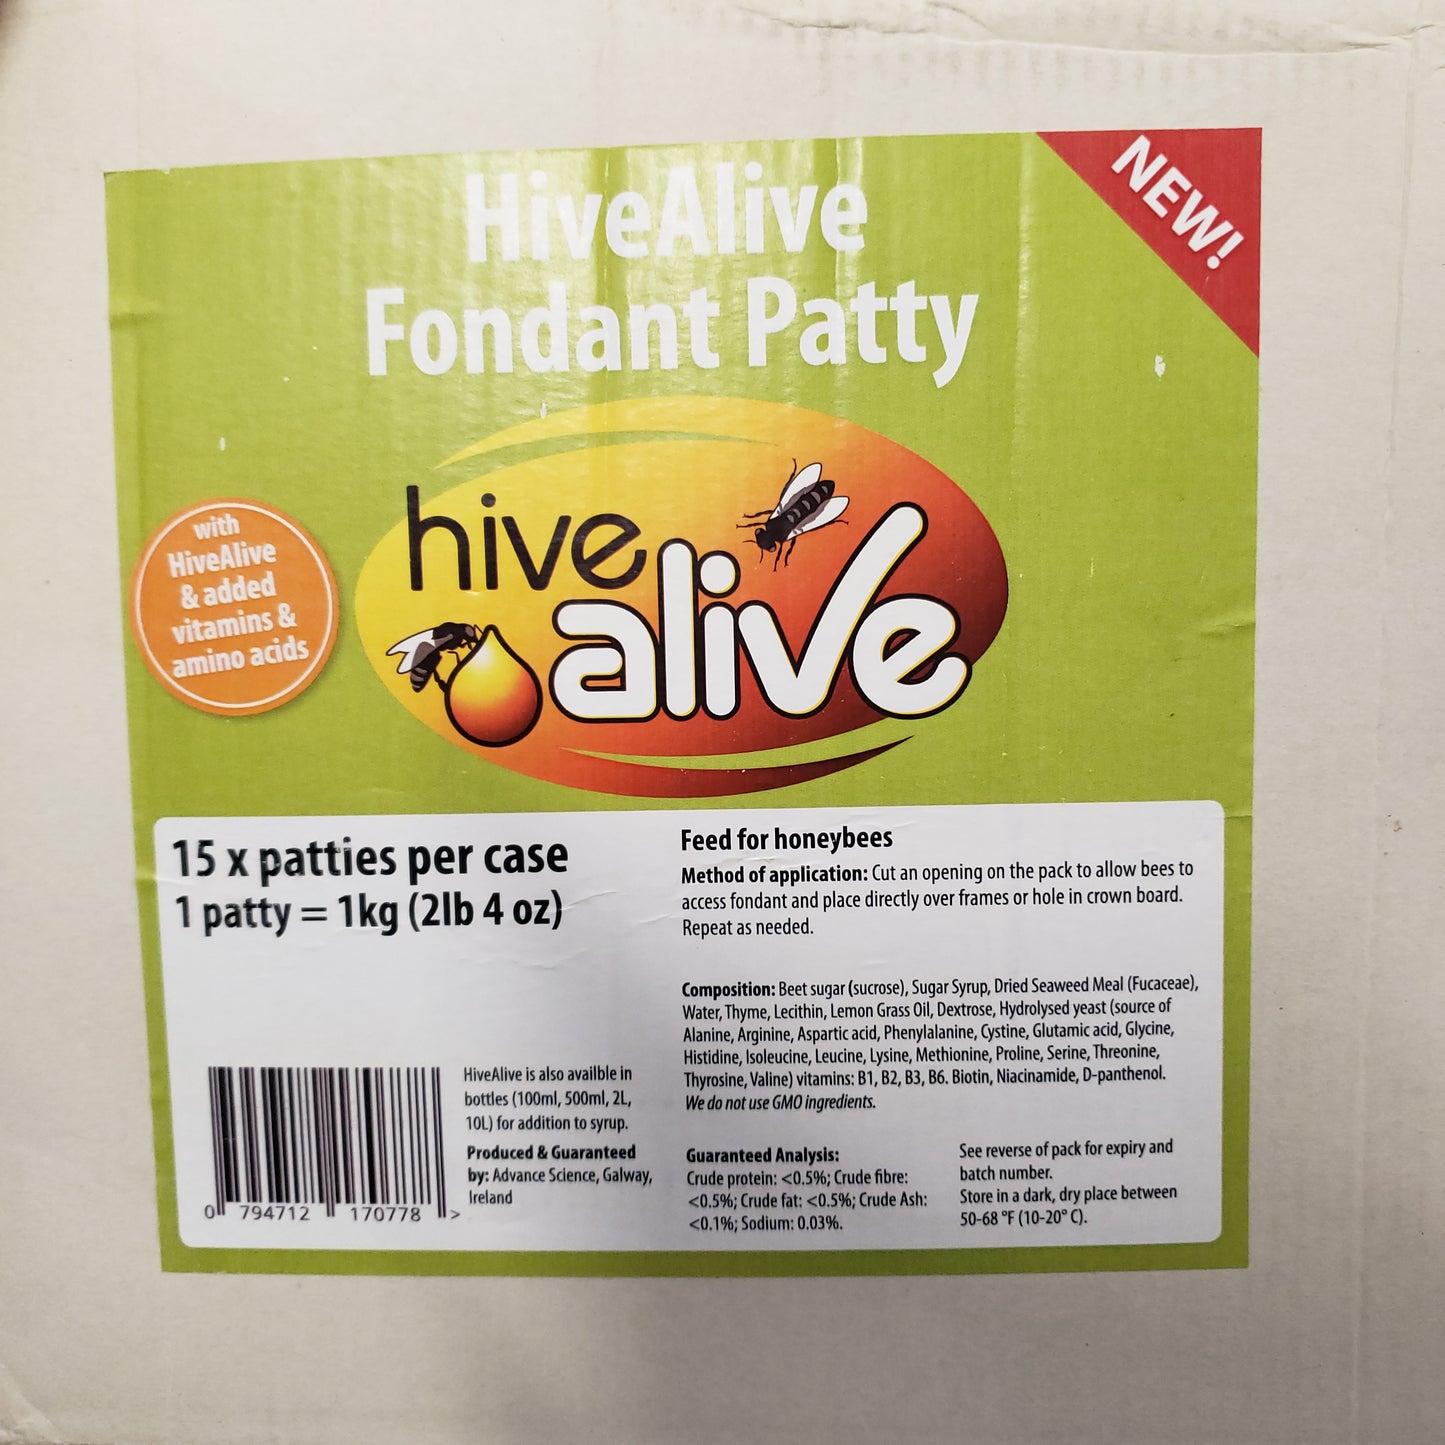 HiveAlive
Fondant Patty
NEW!
with
HiveAlive
& added
vitamins &
amino acids
hive
alive
15 x patties per case
1 patty = 1kg (2lb 4 oz)
Feed for honeybees
Method of application: Cut an opening on the pack to allow bees to
access fondant and place directly over frames or hole in crown board.
Repeat as needed.
Composition: Beet sugar (sucrose), Sugar Syrup, Dried Seaweed Meal (Fucaceae),
Water, Thyme, Lecithin, Lemon Grass Oil, Dextrose, Hydrolysed yeast (source of
Alanine, Arginine, Aspartic acid, Phenylalanine, Cystine, Glutamic acid, Glycine,
Histidine, Isoleucine, Leucine, Lysine, Methionine, Proline, Serine, Threonine,
Thyrosine, Valine) vitamins: B1, B2, B3, B6. Biotin, Niacinamide, D-panthenol.
We do not use GMO ingredients.
HiveAlive is also availble in
bottles (100ml, 500ml, 2L,
10L) for addition to syrup.
Produced & Guaranteed
by: Advance Science, Galway,
Ireland
0 794712 170778 >
Guaranteed Analysis:
Crude protein: <0.5%; Crude fibre:
<0.5%; Crude fat: <0.5%; Crude Ash:
<0.1%; Sodium: 0.03%.
See reverse of pack for expiry and
batch number.
Store in a dark, dry place between
50-68 °F (10-20° C).